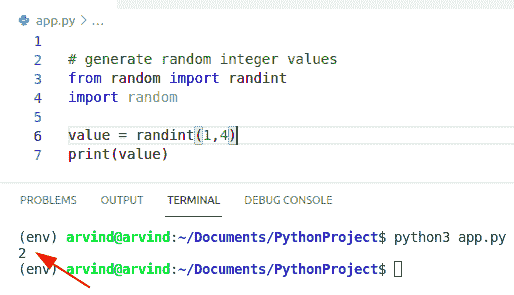 app.py > ...
1
2 # generate random integer values
3 from random import randint
4 import random
5
6 value = randint(1,4)
7 print(value)
PROBLEMS OUTPUT TERMINAL DEBUG CONSOLE
(env) arvind@arvind:~/Documents/PythonProject$ python3 app.py
2
(env) arvind@arvind:~/Documents/PythonProject$